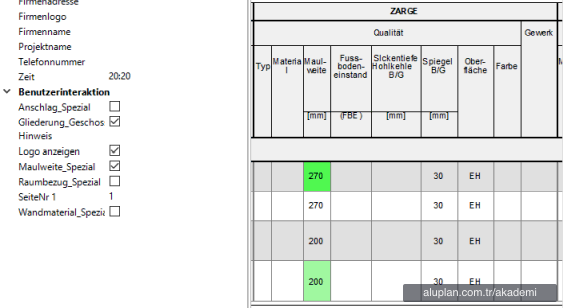 Firmenadresse
Firmenlogo
Firmenname
Projektname
Telefonnummer
Zeit 20:20
Benutzerinteraktion
Anschlag_Spezial
Gliederung_Geschos
Hinweis
Logo anzeigen
Maulweite_Spezial
Raumbezug_Spezial
SeiteNr 1 1
Wandmaterial_Spezia
ZARGE
Qualität Gewerk
Typ Materia
l Maul-
weite Fuss-
boden-
einstand Sickentiefe
Hohlkehle
B/G Spiegel
B/G Ober-
fläche Farbe
[mm] (FBE) [mm] [mm]
270 30 EH
270 30 EH
200 30 EH
200 30 EH
aluplan.com.tr/akademi